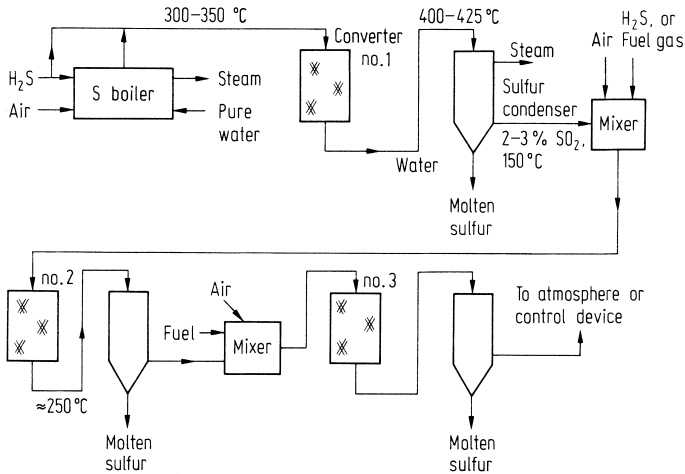 300–350 °C
400–425°C
H₂S, or
Air Fuel gas
Converter
no.1
Steam
H₂S
S boiler
Steam
Sulfur
condenser
Mixer
Air
Pure
water
2–3 % SO₂,
150°C
Water
Molten
sulfur
no.2
no.3
Air
To atmosphere or
control device
Fuel
Mixer
≈250°C
Molten
sulfur
Molten
sulfur